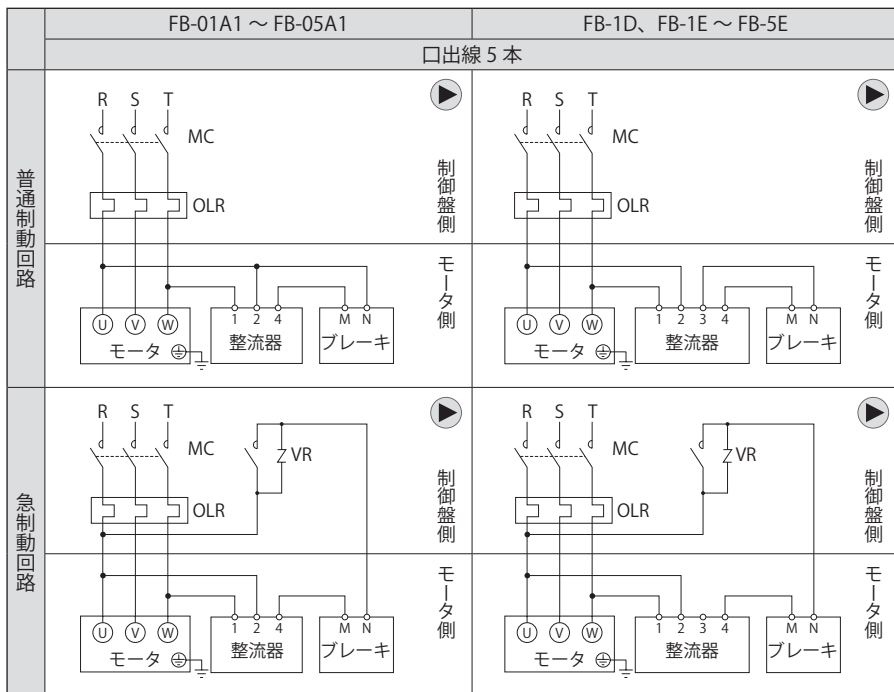 FB-01A1 ～ FB-05A1
FB-1D、FB-1E ～ FB-5E
口出線 5 本
普通制動回路
R S T
MC
OLR
制御盤側
モータ側
U V W
モータ
1 2 4
整流器
M N
ブレーキ
R S T
MC
OLR
制御盤側
モータ側
U V W
モータ
1 2 3 4
整流器
M N
ブレーキ
急制動回路
R S T
MC
VR
OLR
制御盤側
モータ側
U V W
モータ
1 2 4
整流器
M N
ブレーキ
R S T
MC
VR
OLR
制御盤側
モータ側
U V W
モータ
1 2 3 4
整流器
M N
ブレーキ